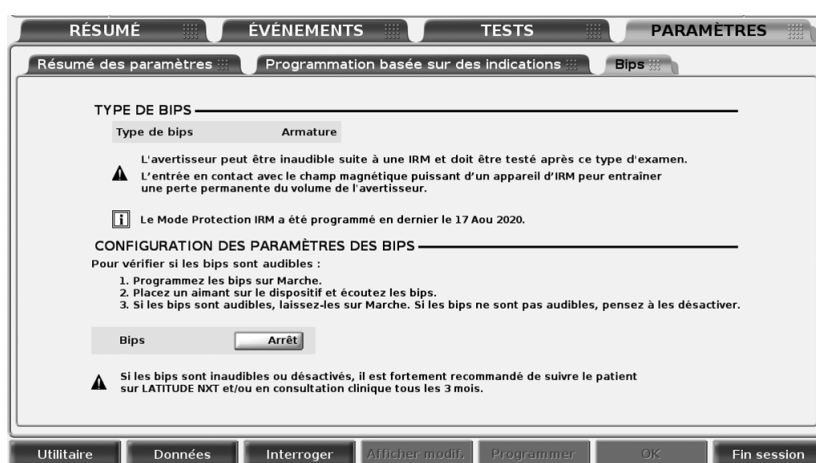 RÉSUMÉ ÉVÉNEMENTS TESTS PARAMÈTRES
Résumé des paramètres Programmation basée sur des indications Bips
TYPE DE BIPS
Type de bips Armature
L'avertisseur peut être inaudible suite à une IRM et doit être testé après ce type d'examen.
L'entrée en contact avec le champ magnétique puissant d'un appareil d'IRM peur entraîner
une perte permanente du volume de l'avertisseur.
i Le Mode Protection IRM a été programmé en dernier le 17 Aou 2020.
CONFIGURATION DES PARAMÈTRES DES BIPS
Pour vérifier si les bips sont audibles :
1. Programmez les bips sur Marche.
2. Placez un aimant sur le dispositif et écoutez les bips.
3. Si les bips sont audibles, laissez-les sur Marche. Si les bips ne sont pas audibles, pensez à les désactiver.
Bips Arrêt
Si les bips sont inaudibles ou désactivés, il est fortement recommandé de suivre le patient
sur LATITUDE NXT et/ou en consultation clinique tous les 3 mois.
Utilitaire Données Interroger Afficher modif. Programmer OK Fin session